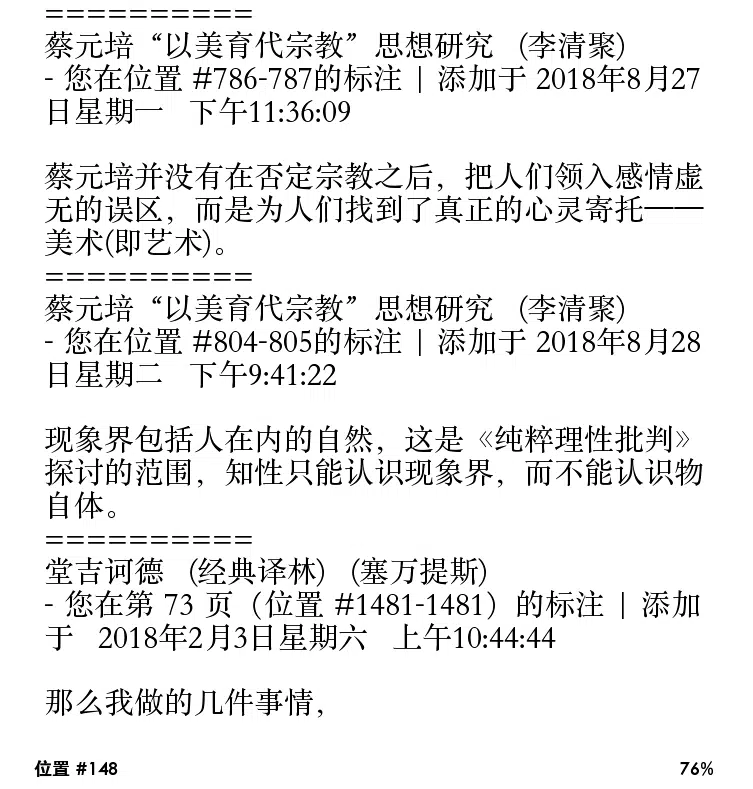 ==========
蔡元培“以美育代宗教”思想研究 (李清聚)
- 您在位置 #786-787的标注 | 添加于 2018年8月27
日星期一 下午11:36:09
蔡元培并没有在否定宗教之后，把人们领入感情虚
无的误区，而是为人们找到了真正的心灵寄托——
美术(即艺术)。
==========
蔡元培“以美育代宗教”思想研究 (李清聚)
- 您在位置 #804-805的标注 | 添加于 2018年8月28
日星期二 下午9:41:22
现象界包括人在内的自然，这是《纯粹理性批判》
探讨的范围，知性只能认识现象界，而不能认识物
自体。
==========
堂吉诃德 (经典译林) (塞万提斯)
- 您在第 73 页（位置 #1481-1481）的标注 | 添加
于 2018年2月3日星期六 上午10:44:44
那么我做的几件事情，
位置 #148 76%